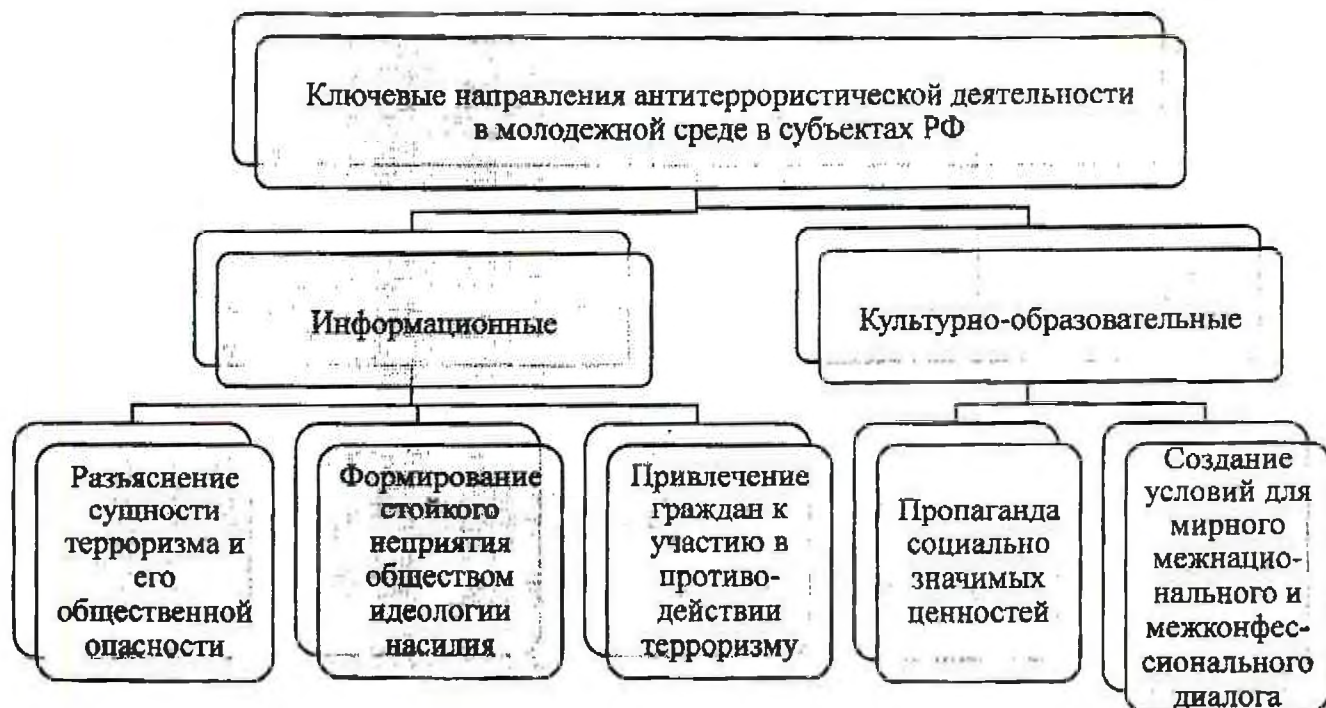 Ключевые направления антитеррористической деятельности
в молодежной среде в субъектах РФ
Информационные
Культурно-образовательные
Разъяснение
сущности
терроризма и
его
общественной
опасности
Формирование
стойкого
неприятия
обществом
идеологии
насилия
Привлечение
граждан к
участию в
противо-
действии
терроризму
Пропаганда
социально
значимых
ценностей
Создание
условий для
мирного
межнацио-
нального и
межконфес-
сионального
диалога